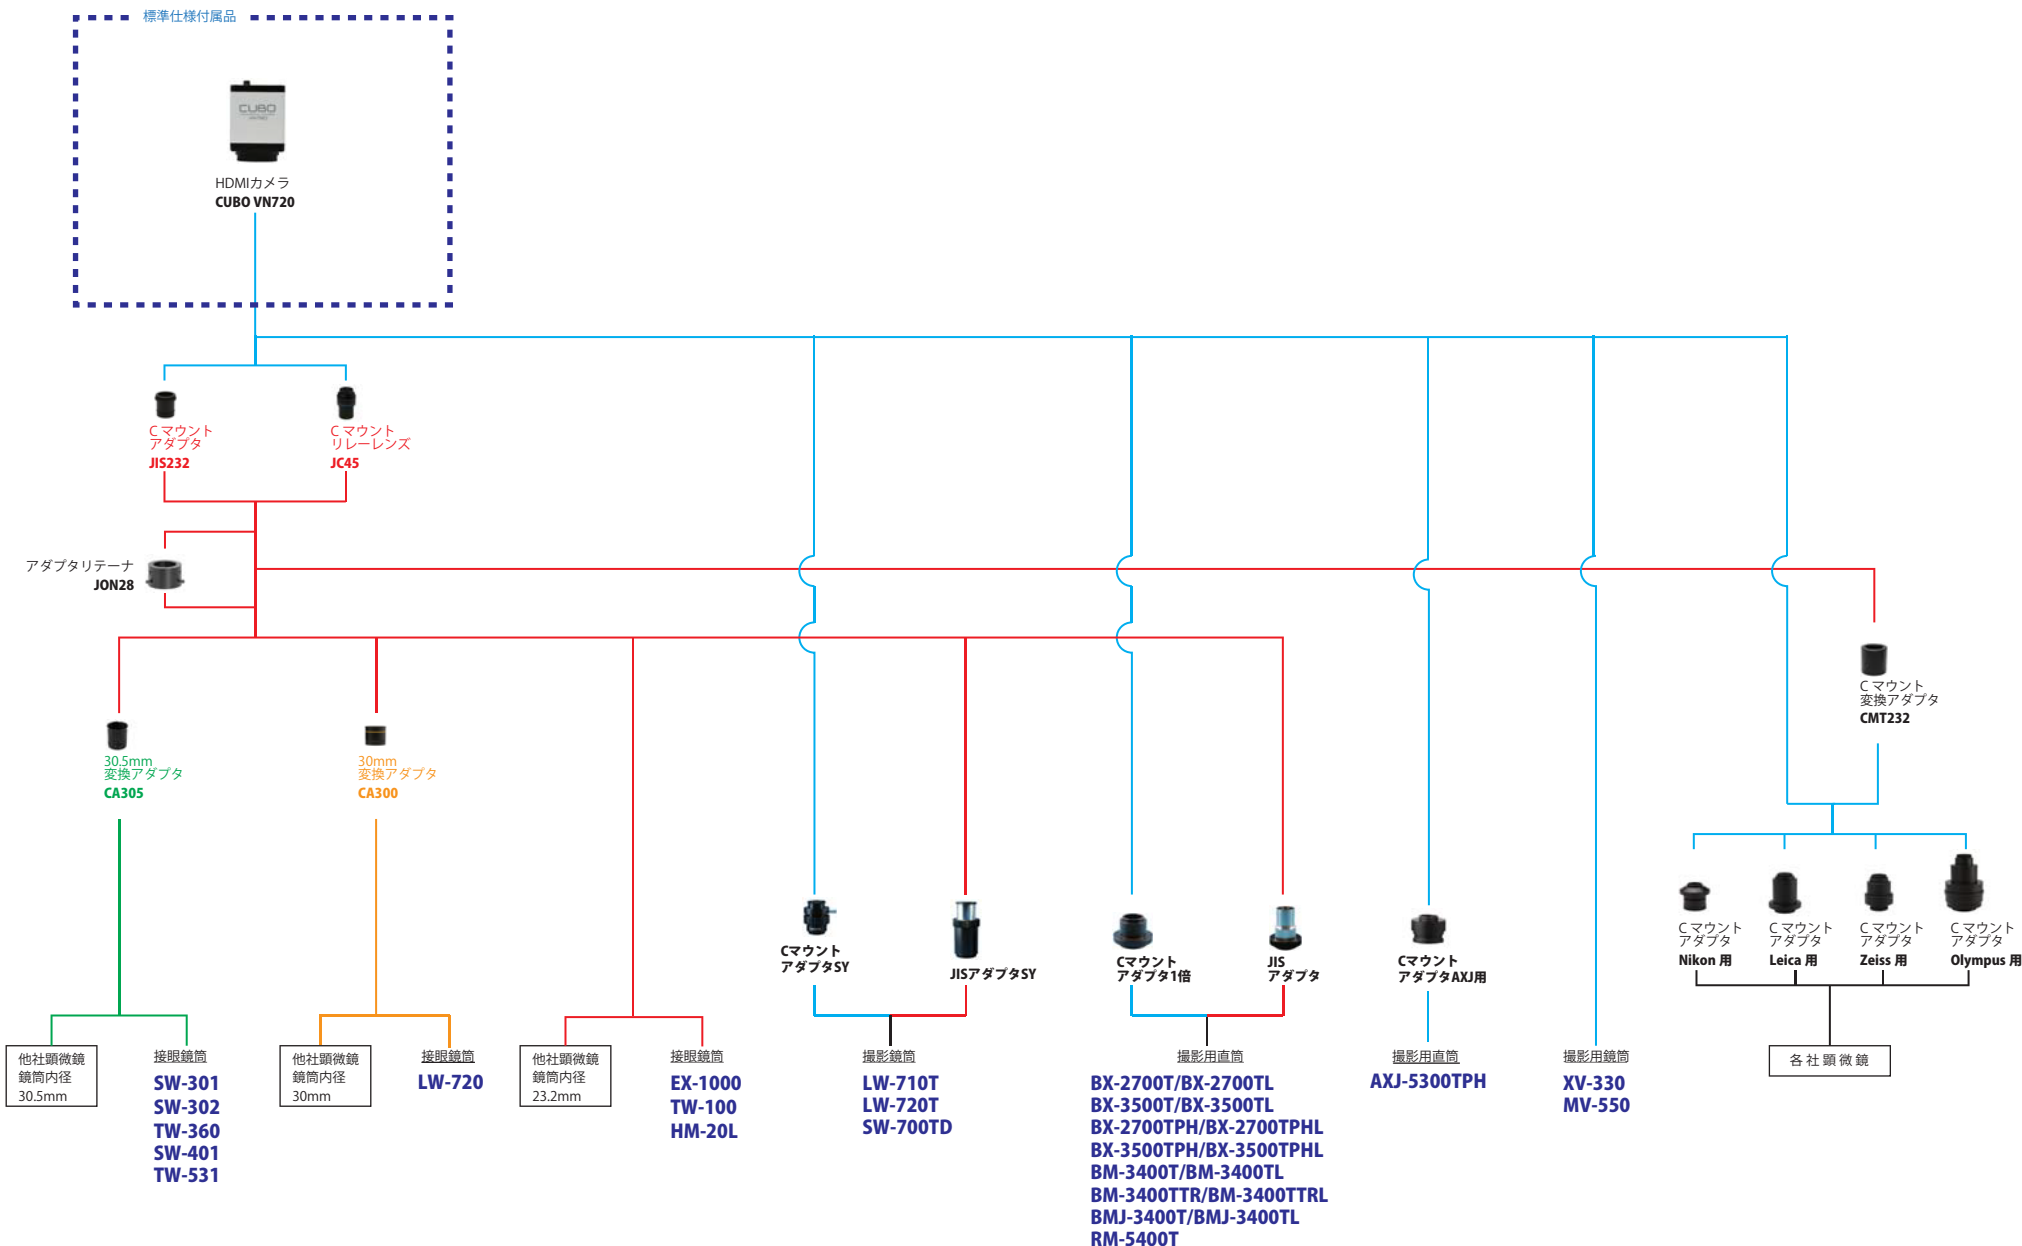 標準仕様付属品
CUBO
HDMIカメラ
CUBO VN720
C マウント
アダプタ
JIS232
C マウント
リレーレンズ
JC45
アダプタリテーナ
JON28
C マウント
変換アダプタ
CMT232
30.5mm
変換アダプタ
CA305
30mm
変換アダプタ
CA300
Cマウント
アダプタSY
JISアダプタSY
Cマウント
アダプタ1倍
JIS
アダプタ
Cマウント
アダプタAXJ用
C マウント
アダプタ
Nikon 用
C マウント
アダプタ
Leica 用
C マウント
アダプタ
Zeiss 用
C マウント
アダプタ
Olympus 用
他社顕微鏡
鏡筒内径
30.5mm
接眼鏡筒
SW-301
SW-302
TW-360
SW-401
TW-531
他社顕微鏡
鏡筒内径
30mm
接眼鏡筒
LW-720
他社顕微鏡
鏡筒内径
23.2mm
接眼鏡筒
EX-1000
TW-100
HM-20L
撮影鏡筒
LW-710T
LW-720T
SW-700TD
撮影用直筒
BX-2700T/BX-2700TL
BX-3500T/BX-3500TL
BX-2700TPH/BX-2700TPHL
BX-3500TPH/BX-3500TPHL
BM-3400T/BM-3400TL
BM-3400TTR/BM-3400TTRL
BMJ-3400T/BMJ-3400TL
RM-5400T
撮影用直筒
AXJ-5300TPH
撮影用鏡筒
XV-330
MV-550
各社顕微鏡